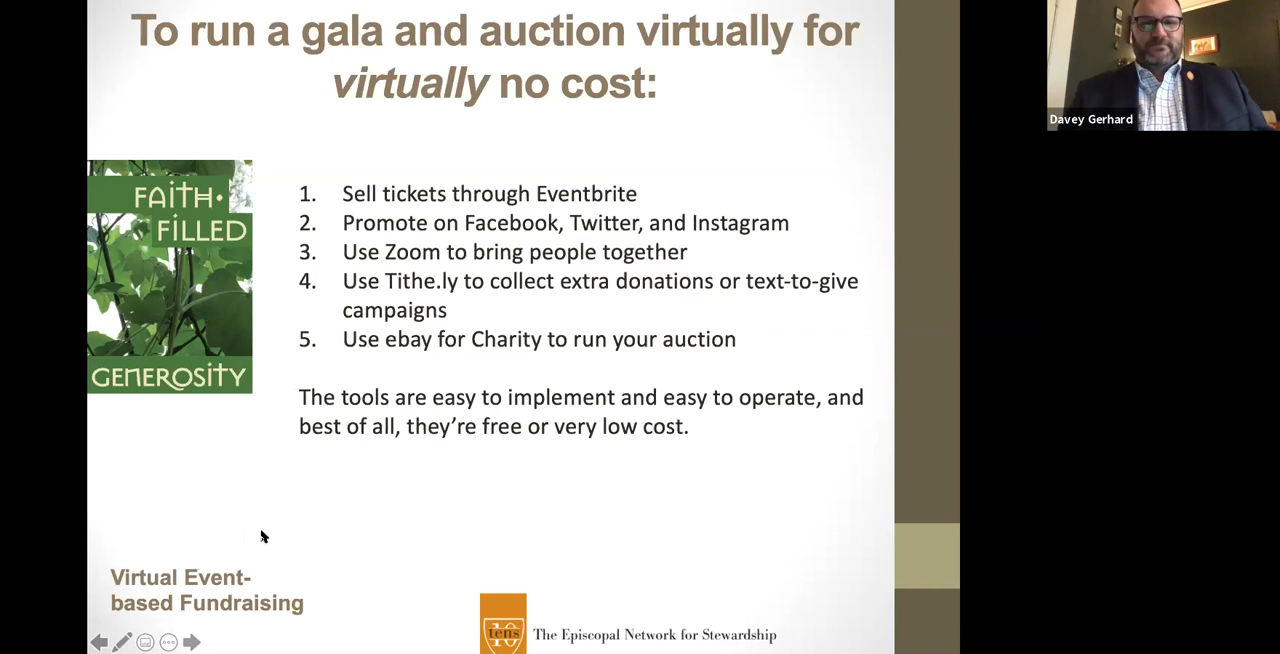 To run a gala and auction virtually for
virtually no cost:
Davey Gerhard
FAITH•
FILLED
GENEROSITY
1. Sell tickets through Eventbrite
2. Promote on Facebook, Twitter, and Instagram
3. Use Zoom to bring people together
4. Use Tithe.ly to collect extra donations or text-to-give
campaigns
5. Use ebay for Charity to run your auction
The tools are easy to implement and easy to operate, and
best of all, they’re free or very low cost.
Virtual Event-
based Fundraising
tens
10
The Episcopal Network for Stewardship